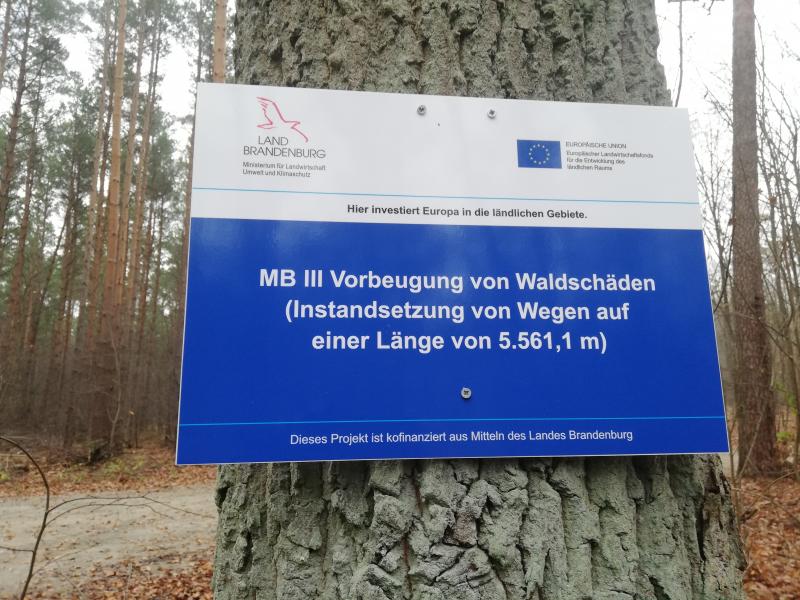 LAND
BRANDENBURG
Ministerium für Landwirtschaft
Umwelt und Klimaschutz
EUROPÄISCHE UNION
Europäischer Landwirtschaftsfonds
für die Entwicklung des
ländlichen Raums
Hier investiert Europa in die ländlichen Gebiete.
MB III Vorbeugung von Waldschäden
(Instandsetzung von Wegen auf
einer Länge von 5.561,1 m)
Dieses Projekt ist kofinanziert aus Mitteln des Landes Brandenburg